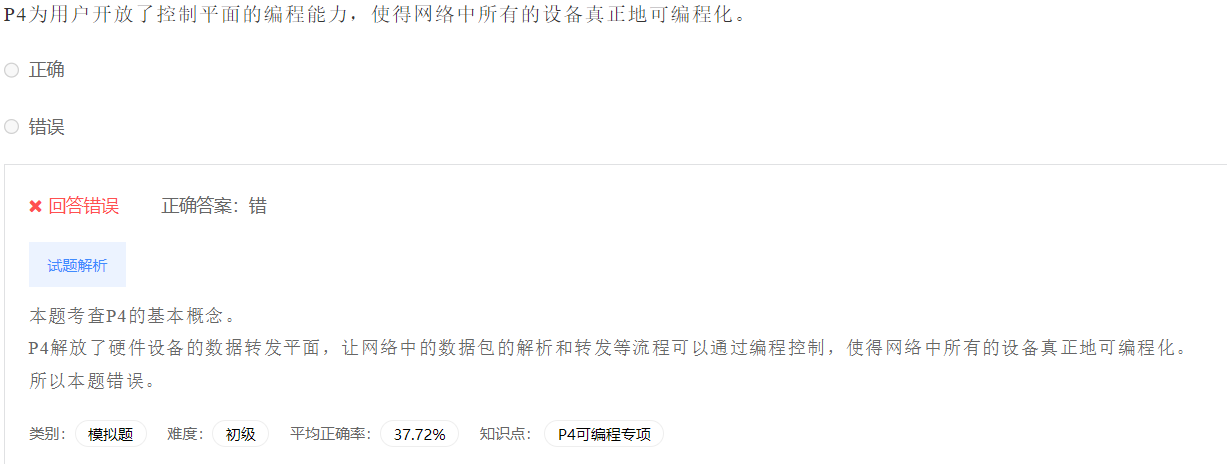 P4为用户开放了控制平面的编程能力，使得网络中所有的设备真正地可编程化。
正确
错误
回答错误 正确答案：错
试题解析
本题考查P4的基本概念。
P4解放了硬件设备的数据转发平面，让网络中的数据包的解析和转发等流程可以通过编程控制，使得网络中所有的设备真正地可编程化。
所以本题错误。
类别： 模拟题 难度： 初级 平均正确率： 37.72% 知识点： P4可编程专项